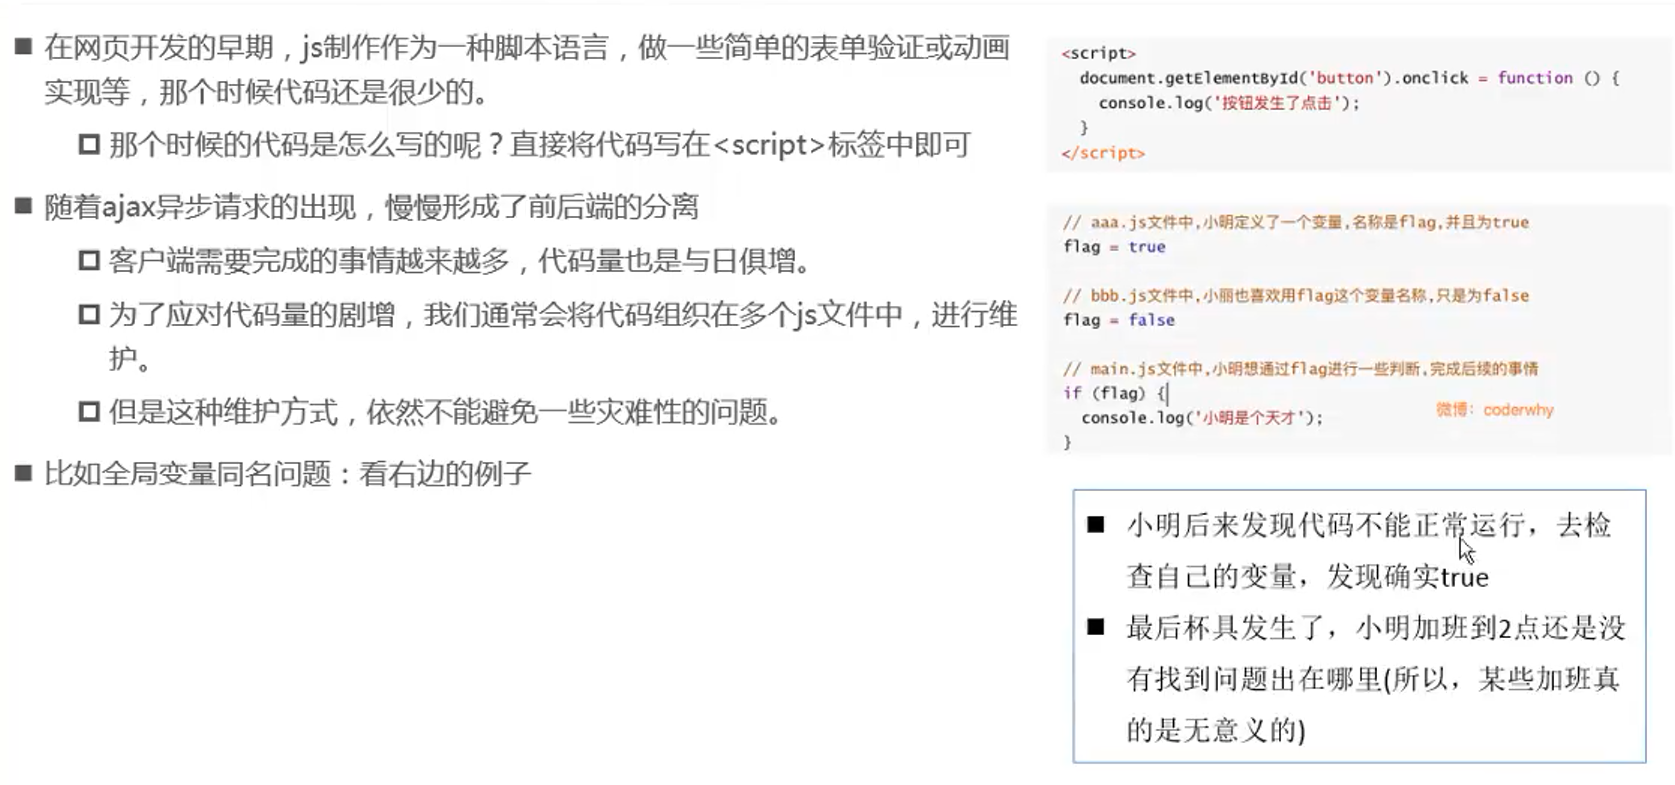 ■ 在网页开发的早期，js制作作为一种脚本语言，做一些简单的表单验证或动画
实现等，那个时候代码还是很少的。
那个时候的代码是怎么写的呢？直接将代码写在<script>标签中即可
■ 随着ajax异步请求的出现，慢慢形成了前后端的分离
客户端需要完成的事情越来越多，代码量也是与日俱增。
为了应对代码量的剧增，我们通常会将代码组织在多个js文件中，进行维
护。
但是这种维护方式，依然不能避免一些灾难性的问题。
■ 比如全局变量同名问题：看右边的例子
<script>
document.getElementById('button').onclick = function () {
console.log('按钮发生了点击');
}
</script>
// aaa.js文件中,小明定义了一个变量,名称是flag,并且为true
flag = true
// bbb.js文件中,小丽也喜欢用flag这个变量名称,只是为false
flag = false
// main.js文件中,小明想通过flag进行一些判断,完成后续的事情
if (flag) {
console.log('小明是个天才');
}
微博：coderwhy
■ 小明后来发现代码不能正常运行，去检
查自己的变量，发现确实true
■ 最后杯具发生了，小明加班到2点还是没
有找到问题出在哪里(所以，某些加班真
的是无意义的)